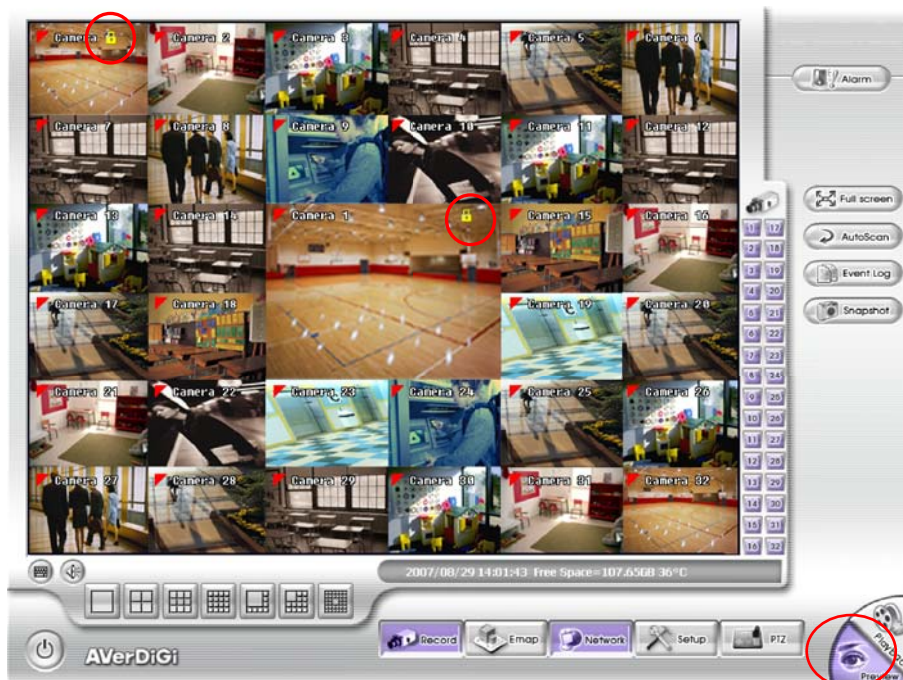 Camera
Camera 2
Camera 3
Camera 4
Camera 5
Camera 6
Alarm
Camera 7
Camera 8
Camera 9
Camera 10
Camera 11
Camera 12
Camera 13
Camera 14
Camera 1
Camera 15
Camera 16
Full screen
AutoScan
Event Log
Snapshot
1 17
2 18
3 19
4 20
5 21
6 22
7 23
8 24
9 25
10 26
11 27
12 28
13 29
14 30
15 31
16 32
Camera 17
Camera 18
Camera 19
Camera 20
Camera 21
Camera 22
Camera 23
Camera 24
Camera 25
Camera 26
Camera 27
Camera 28
Camera 29
Camera 30
Camera 31
Camera 32
2007/08/29 14:01:43 Free Space=107.65GB 36°C
Record
Emap
Network
Setup
PTZ
Playback
Preview
AVerDiGi